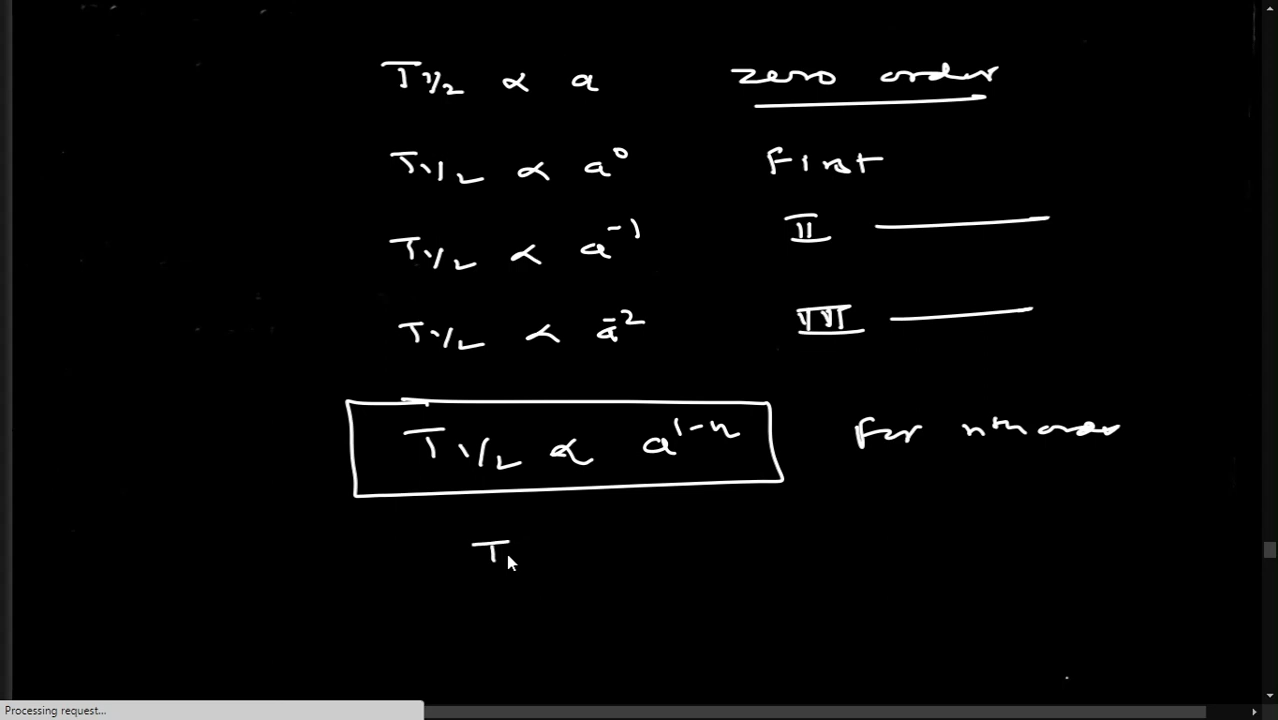 T1/2 ∝ a zero order
T1/2 ∝ a⁰ First
T1/2 ∝ a⁻¹ II
T1/2 ∝ a⁻² III
T1/2 ∝ a¹⁻ⁿ For nth order
T
Processing request...